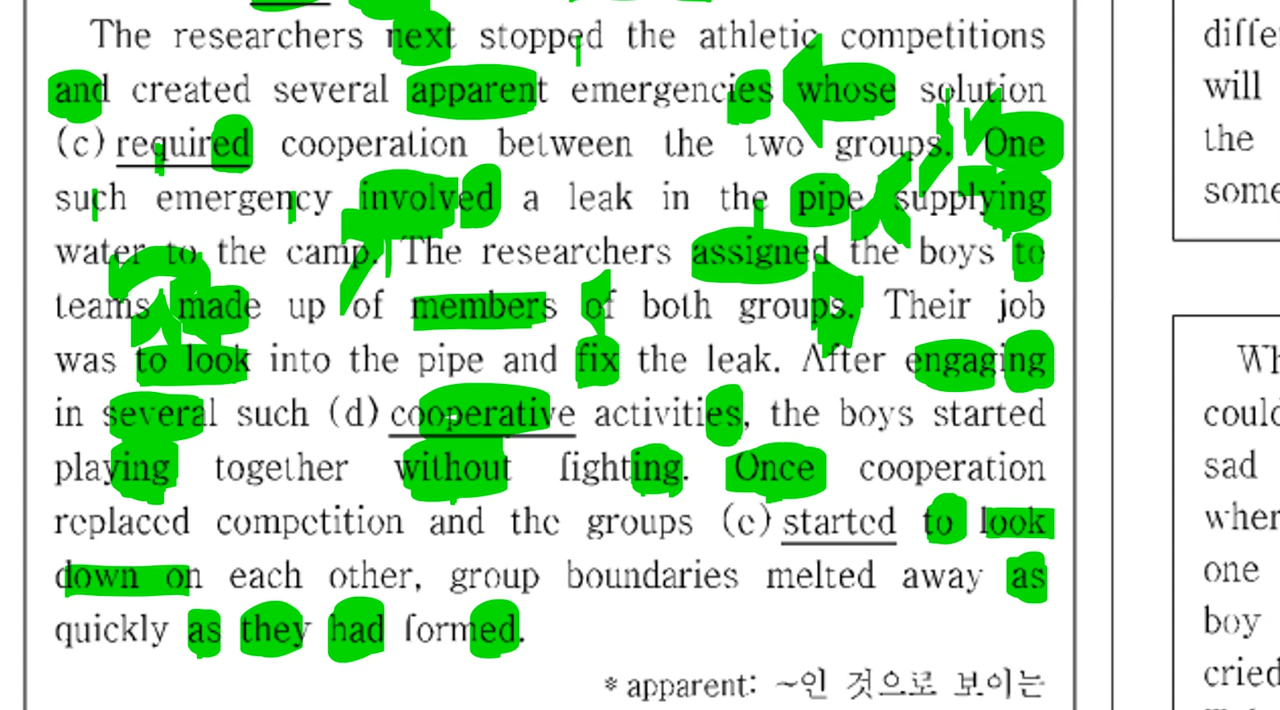 The researchers next stopped the athletic competitions
and created several apparent emergencies whose solution
(c) required cooperation between the two groups. One
such emergency involved a leak in the pipe supplying
water to the camp. The researchers assigned the boys to
teams made up of members of both groups. Their job
was to look into the pipe and fix the leak. After engaging
in several such (d) cooperative activities, the boys started
playing together without fighting. Once cooperation
replaced competition and the groups (e) started to look
down on each other, group boundaries melted away as
quickly as they had formed.
* apparent: ~인 것으로 보이는
will
the
Wh
could
sad
wher
one
boy
cried